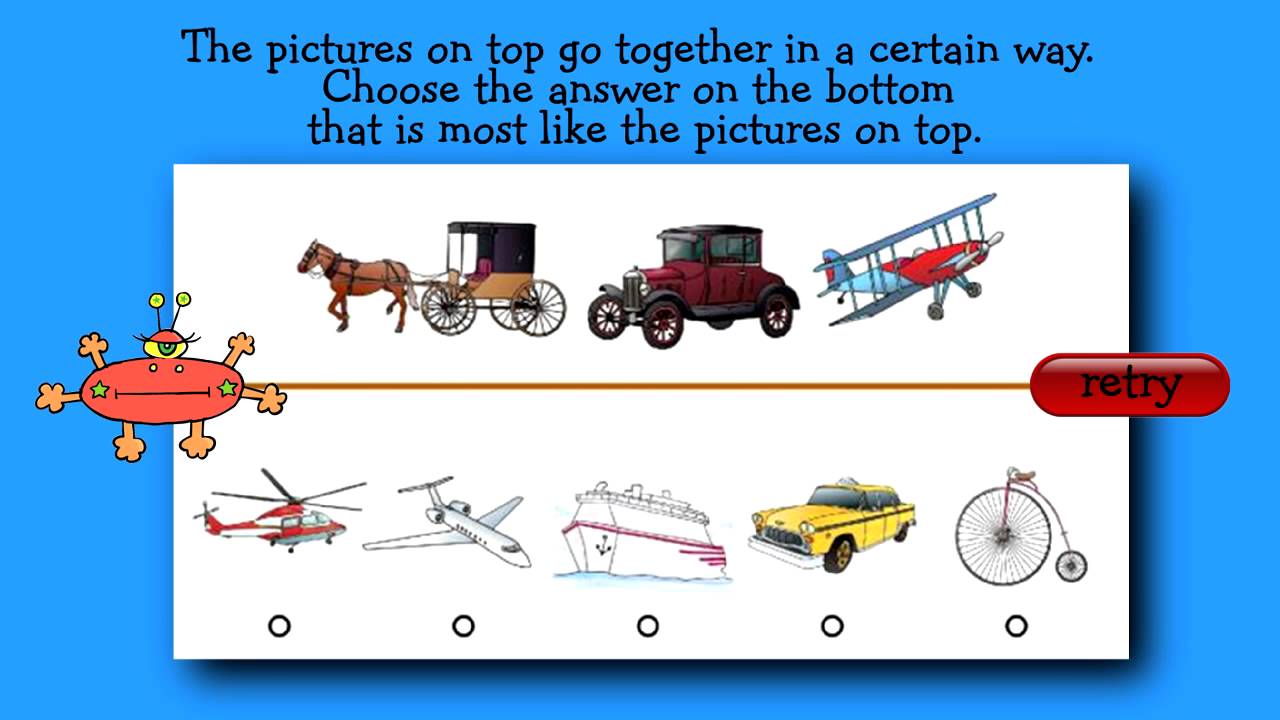 The pictures on top go together in a certain way.
Choose the answer on the bottom
that is most like the pictures on top.
retry